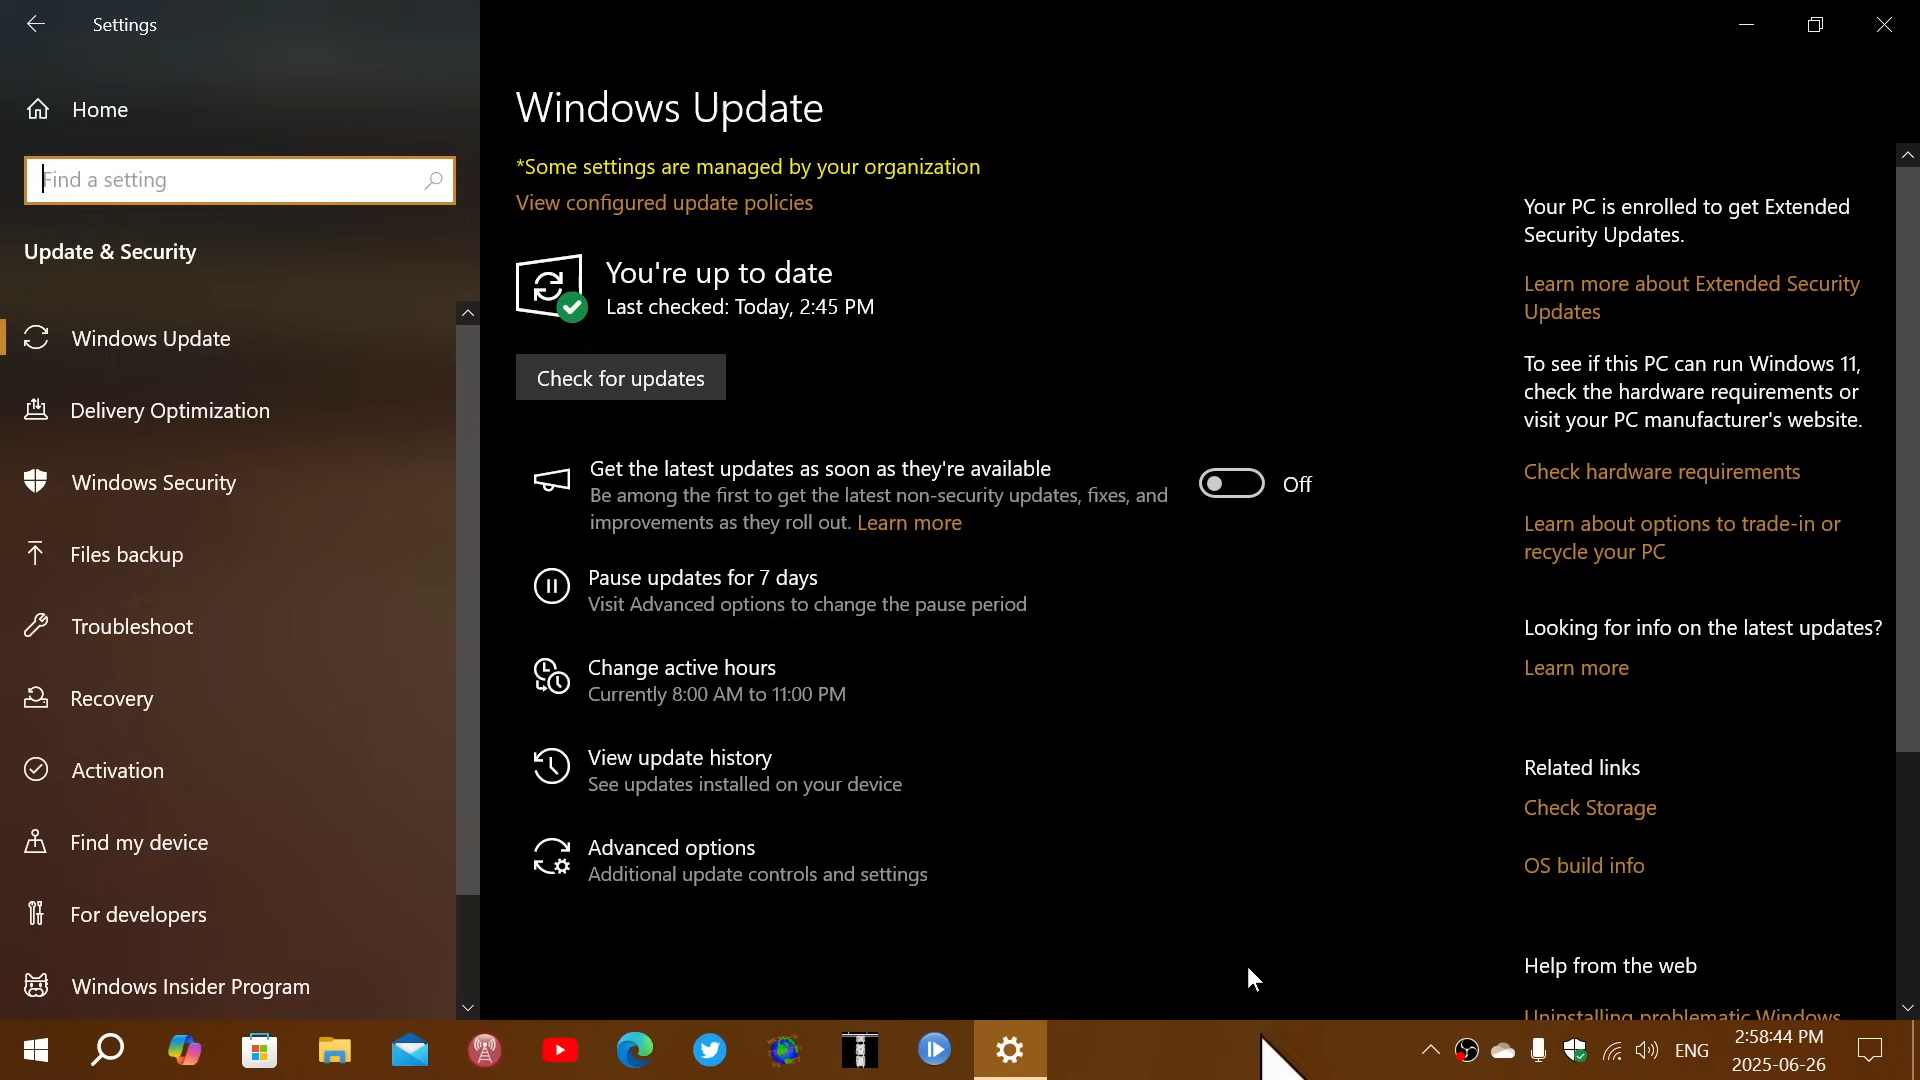 Settings
Home
Find a setting
Update & Security
Windows Update
Delivery Optimization
Windows Security
Files backup
Troubleshoot
Recovery
Activation
Find my device
For developers
Windows Insider Program
Windows Update
*Some settings are managed by your organization
View configured update policies
You're up to date
Last checked: Today, 2:45 PM
Check for updates
Get the latest updates as soon as they're available
Be among the first to get the latest non-security updates, fixes, and
improvements as they roll out. Learn more
Off
Pause updates for 7 days
Visit Advanced options to change the pause period
Change active hours
Currently 8:00 AM to 11:00 PM
View update history
See updates installed on your device
Advanced options
Additional update controls and settings
Your PC is enrolled to get Extended
Security Updates.
Learn more about Extended Security
Updates
To see if this PC can run Windows 11,
check the hardware requirements or
visit your PC manufacturer's website.
Check hardware requirements
Learn about options to trade-in or
recycle your PC
Looking for info on the latest updates?
Learn more
Related links
Check Storage
OS build info
Help from the web
Uninstalling problematic Windows
ENG
2:58:44 PM
2025-06-26